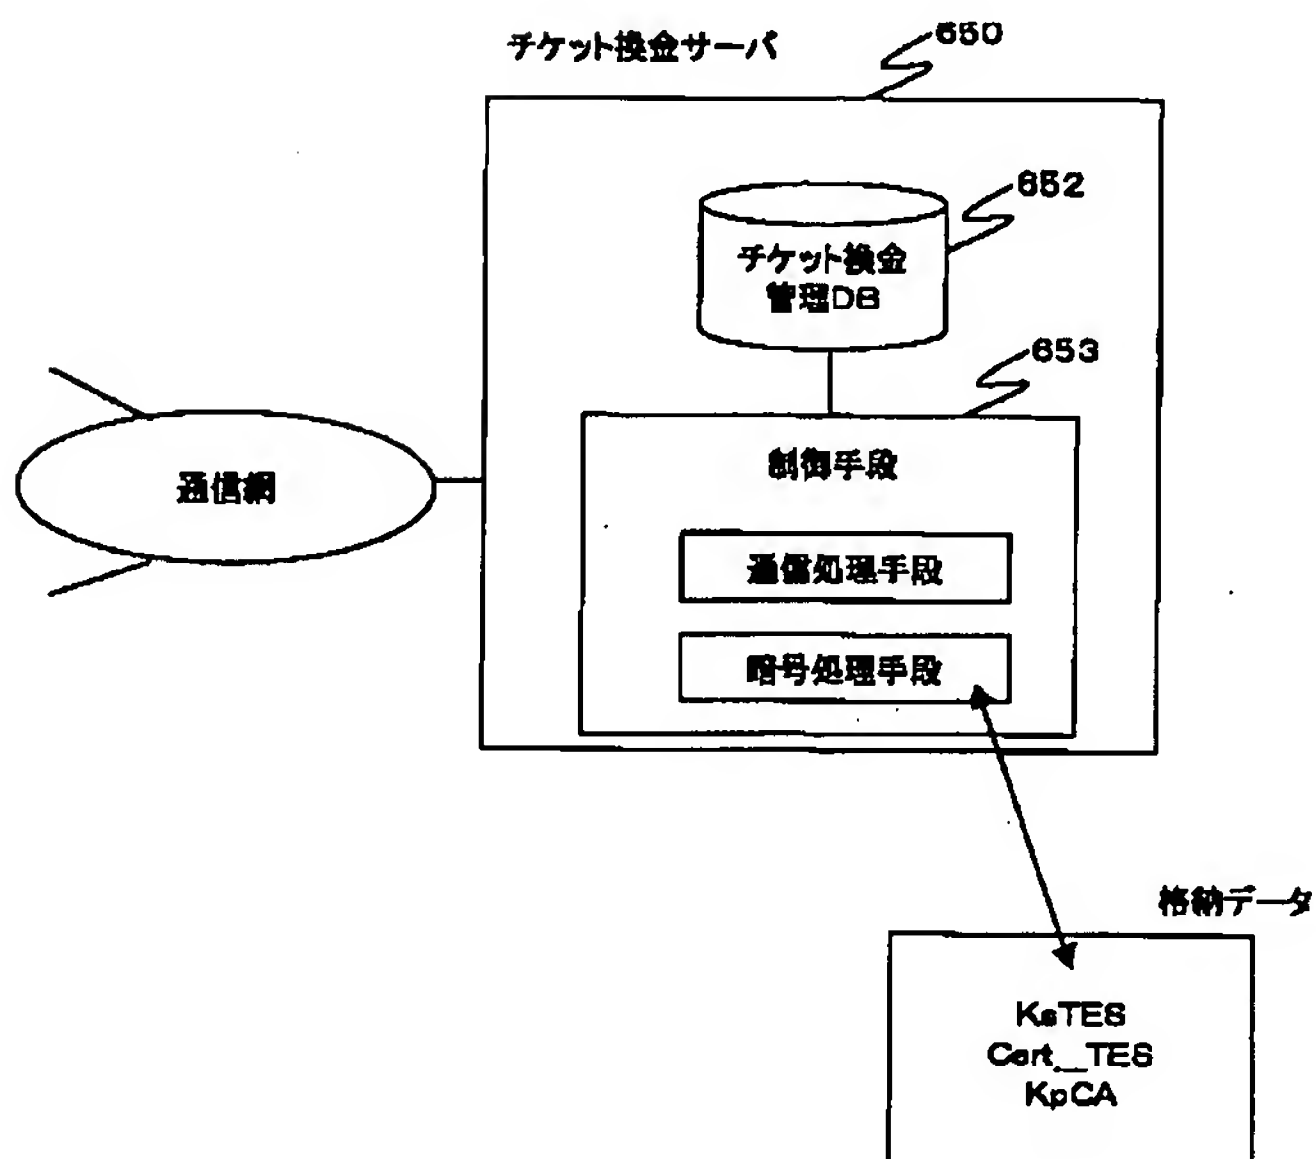 チケット換金サーバ
650
652
チケット換金
管理DB
653
制御手段
通信網
通信処理手段
暗号処理手段
格納データ
KsTES
Cert__TES
KpCA